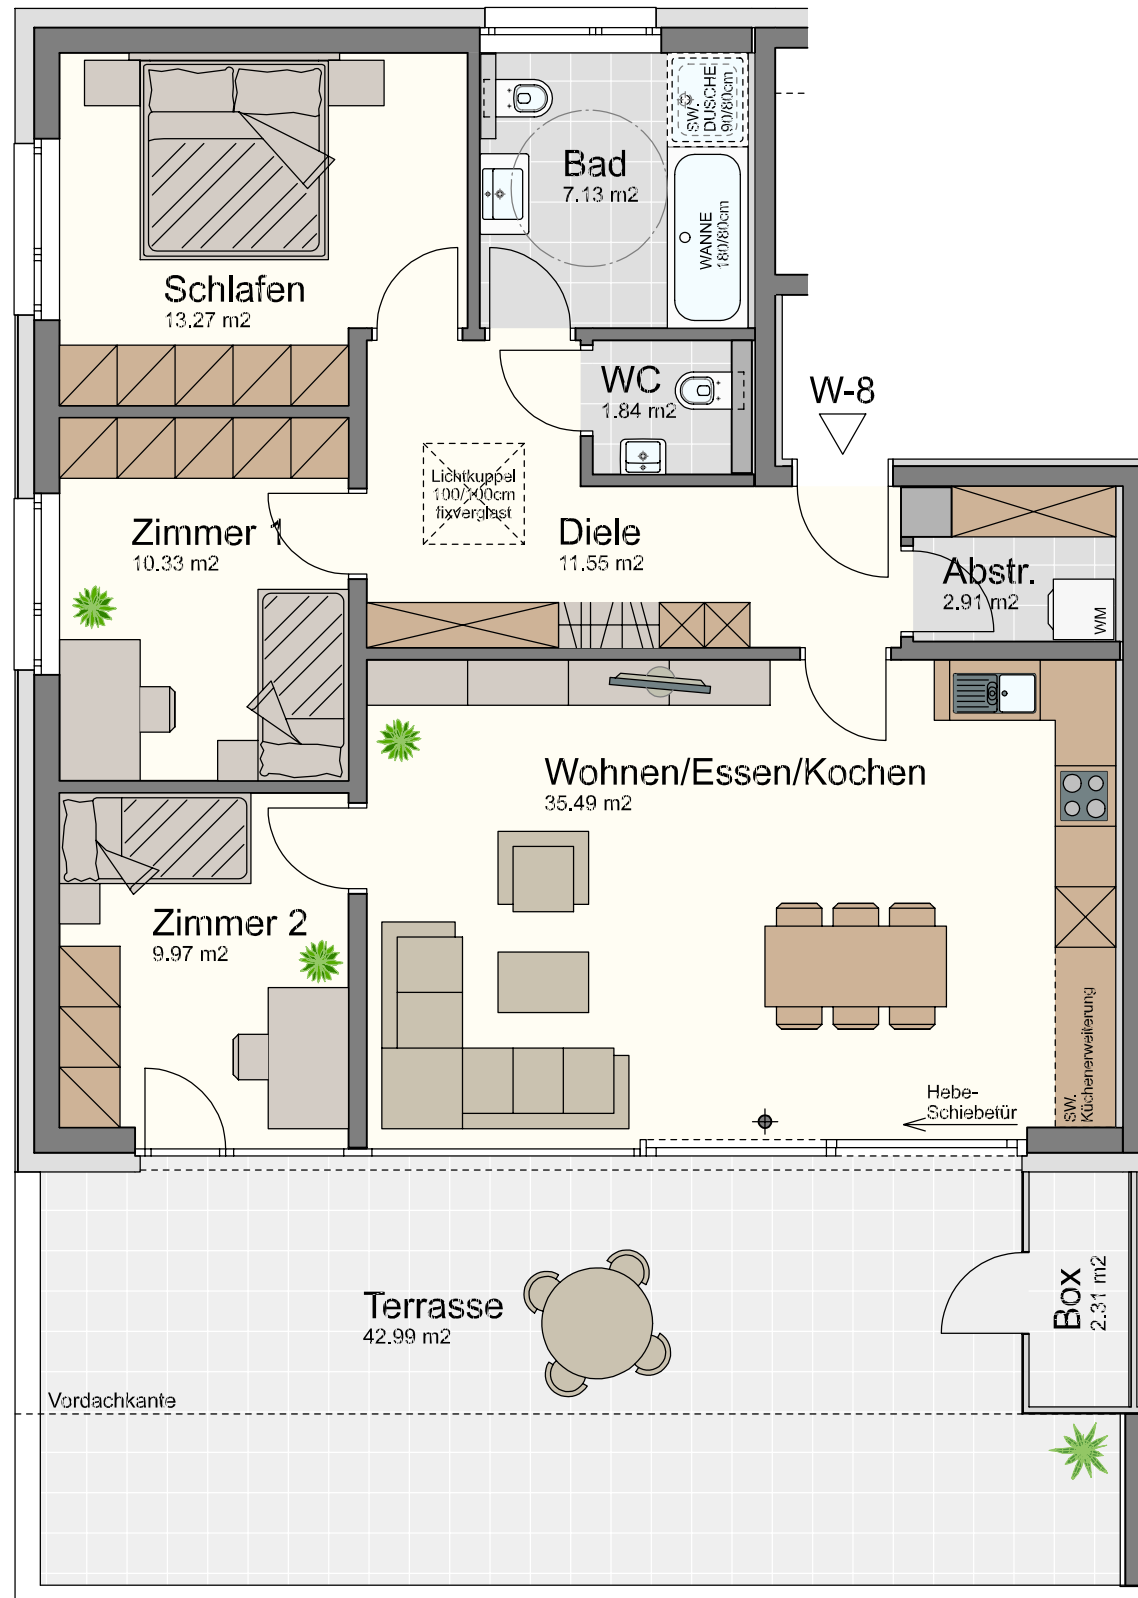 SW.
DUSCHE
90/80cm
Bad
7.13 m2
WANNE
180/80cm
Schlafen
13.27 m2
WC
1.84 m2
W-8
Lichtkuppel
100/100cm
fixverglast
Zimmer 1
10.33 m2
Diele
11.55 m2
Abstr.
2.91 m2
WM
Wohnen/Essen/Kochen
35.49 m2
Zimmer 2
9.97 m2
SW.
Küchenerweiterung
Hebe-
Schiebetür
Terrasse
42.99 m2
Box
2.31 m2
Vordachkante